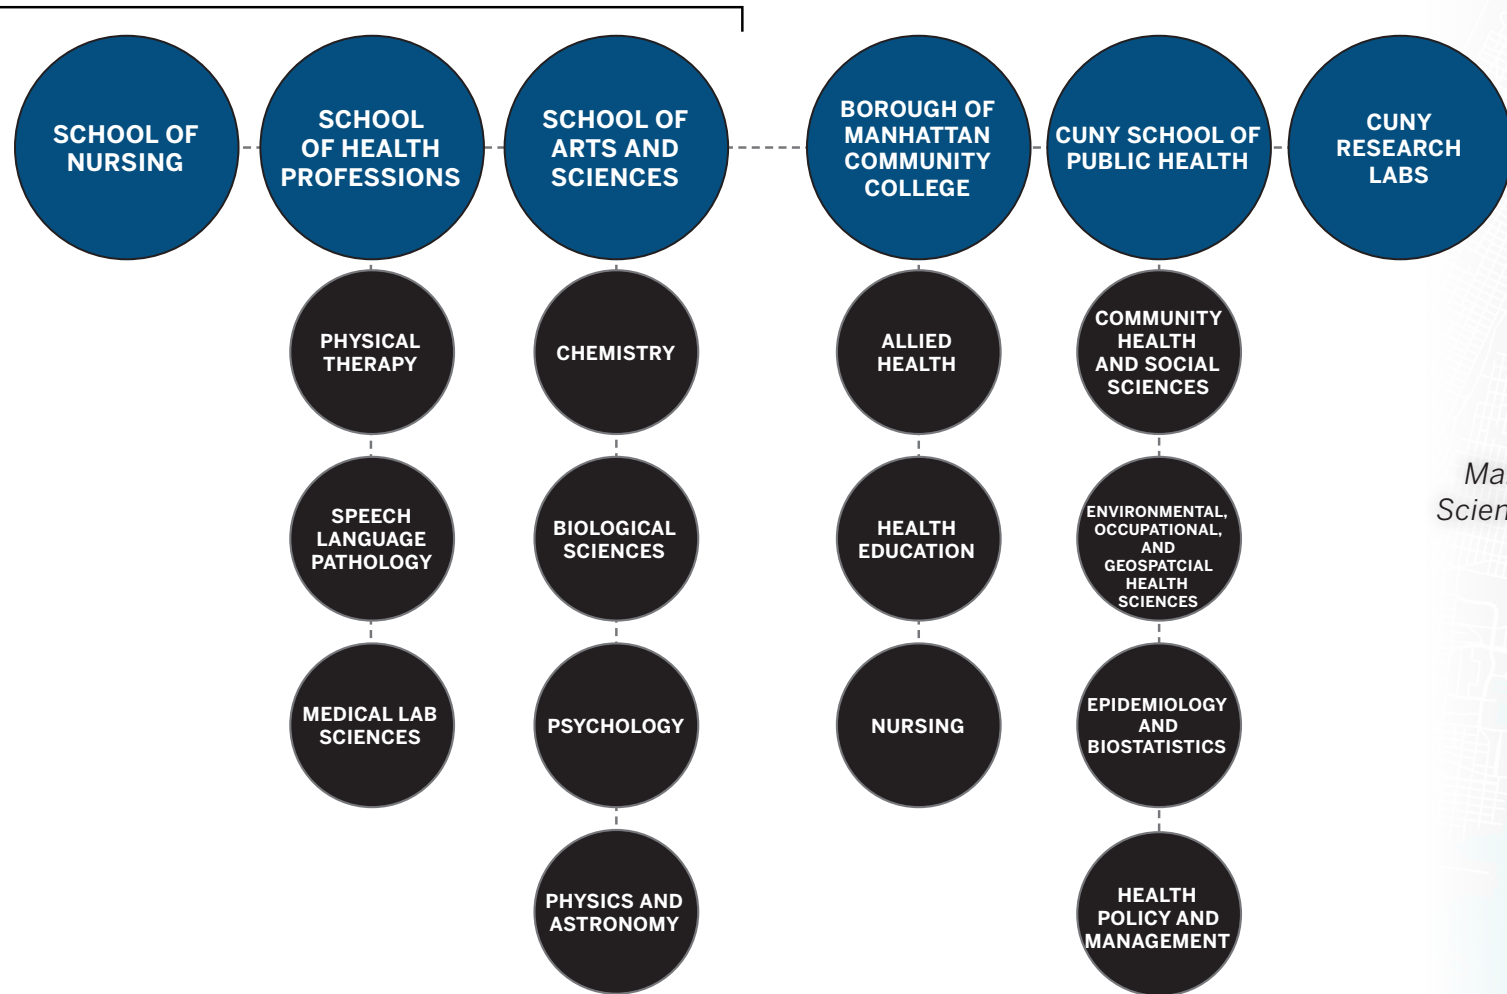 SCHOOL OF
NURSING
SCHOOL
OF HEALTH
PROFESSIONS
SCHOOL OF
ARTS AND
SCIENCES
BOROUGH OF
MANHATTAN
COMMUNITY
COLLEGE
CUNY SCHOOL OF
PUBLIC HEALTH
CUNY
RESEARCH
LABS
PHYSICAL
THERAPY
CHEMISTRY
ALLIED
HEALTH
COMMUNITY
HEALTH
AND SOCIAL
SCIENCES
SPEECH
LANGUAGE
PATHOLOGY
BIOLOGICAL
SCIENCES
HEALTH
EDUCATION
ENVIRONMENTAL,
OCCUPATIONAL,
AND
GEOSPATCIAL
HEALTH
SCIENCES
Ma
Scien
MEDICAL LAB
SCIENCES
PSYCHOLOGY
NURSING
EPIDEMIOLOGY
AND
BIOSTATISTICS
PHYSICS AND
ASTRONOMY
HEALTH
POLICY AND
MANAGEMENT